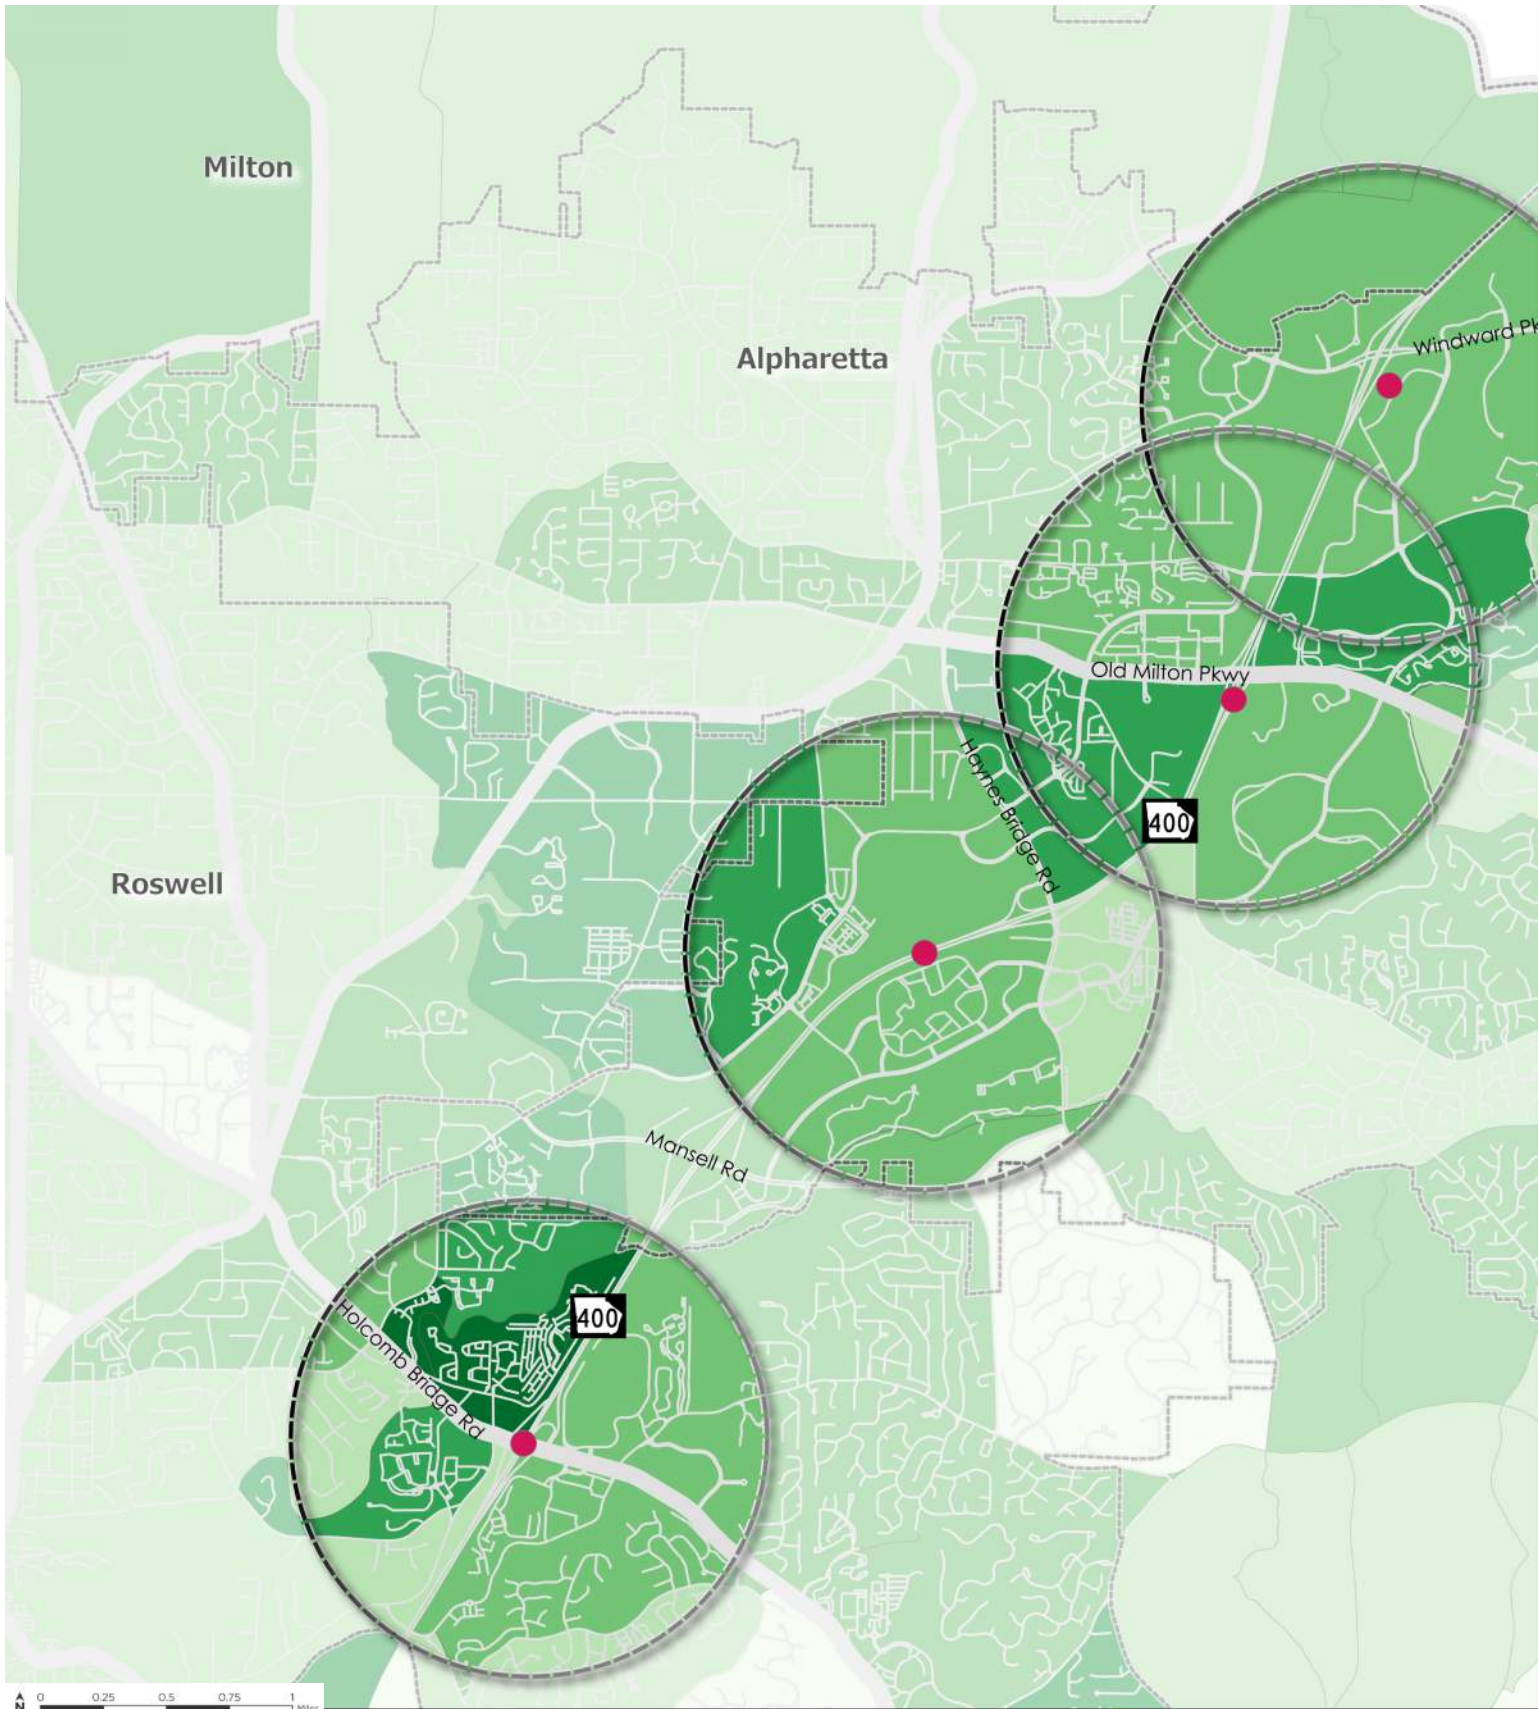 Milton
Windward Pk
Alpharetta
Old Milton Pkwy
Haynes Bridge Rd
400
Roswell
Mansell Rd
400
Holcomb Bridge Rd
N 0 0.25 0.5 0.75 1
Miles